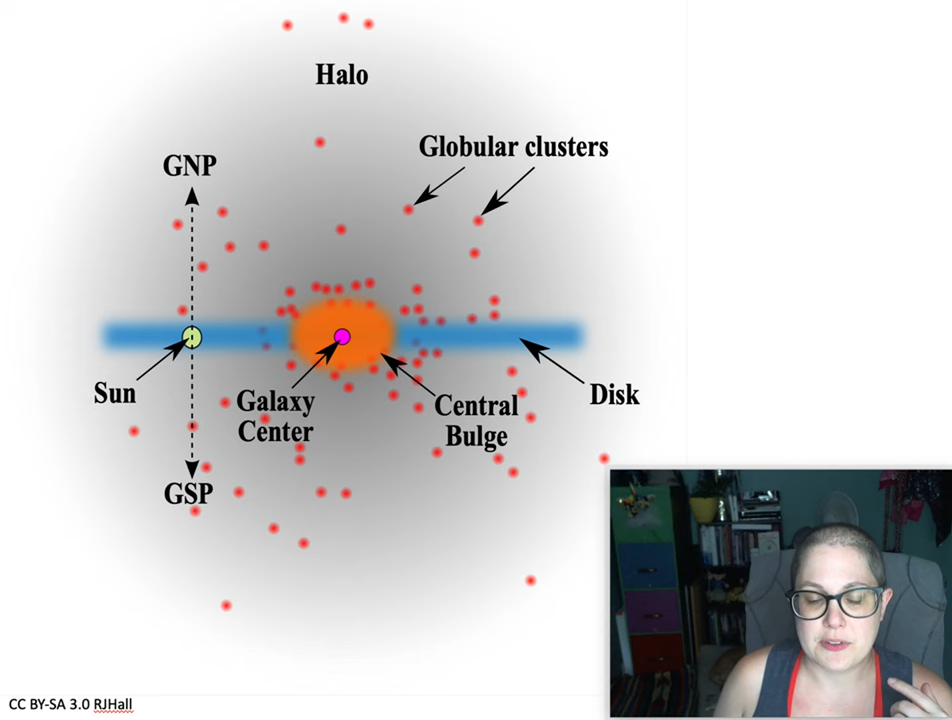 Halo
Globular clusters
GNP
Sun
Galaxy
Center
Central
Bulge
Disk
GSP
CC BY-SA 3.0 RJHall